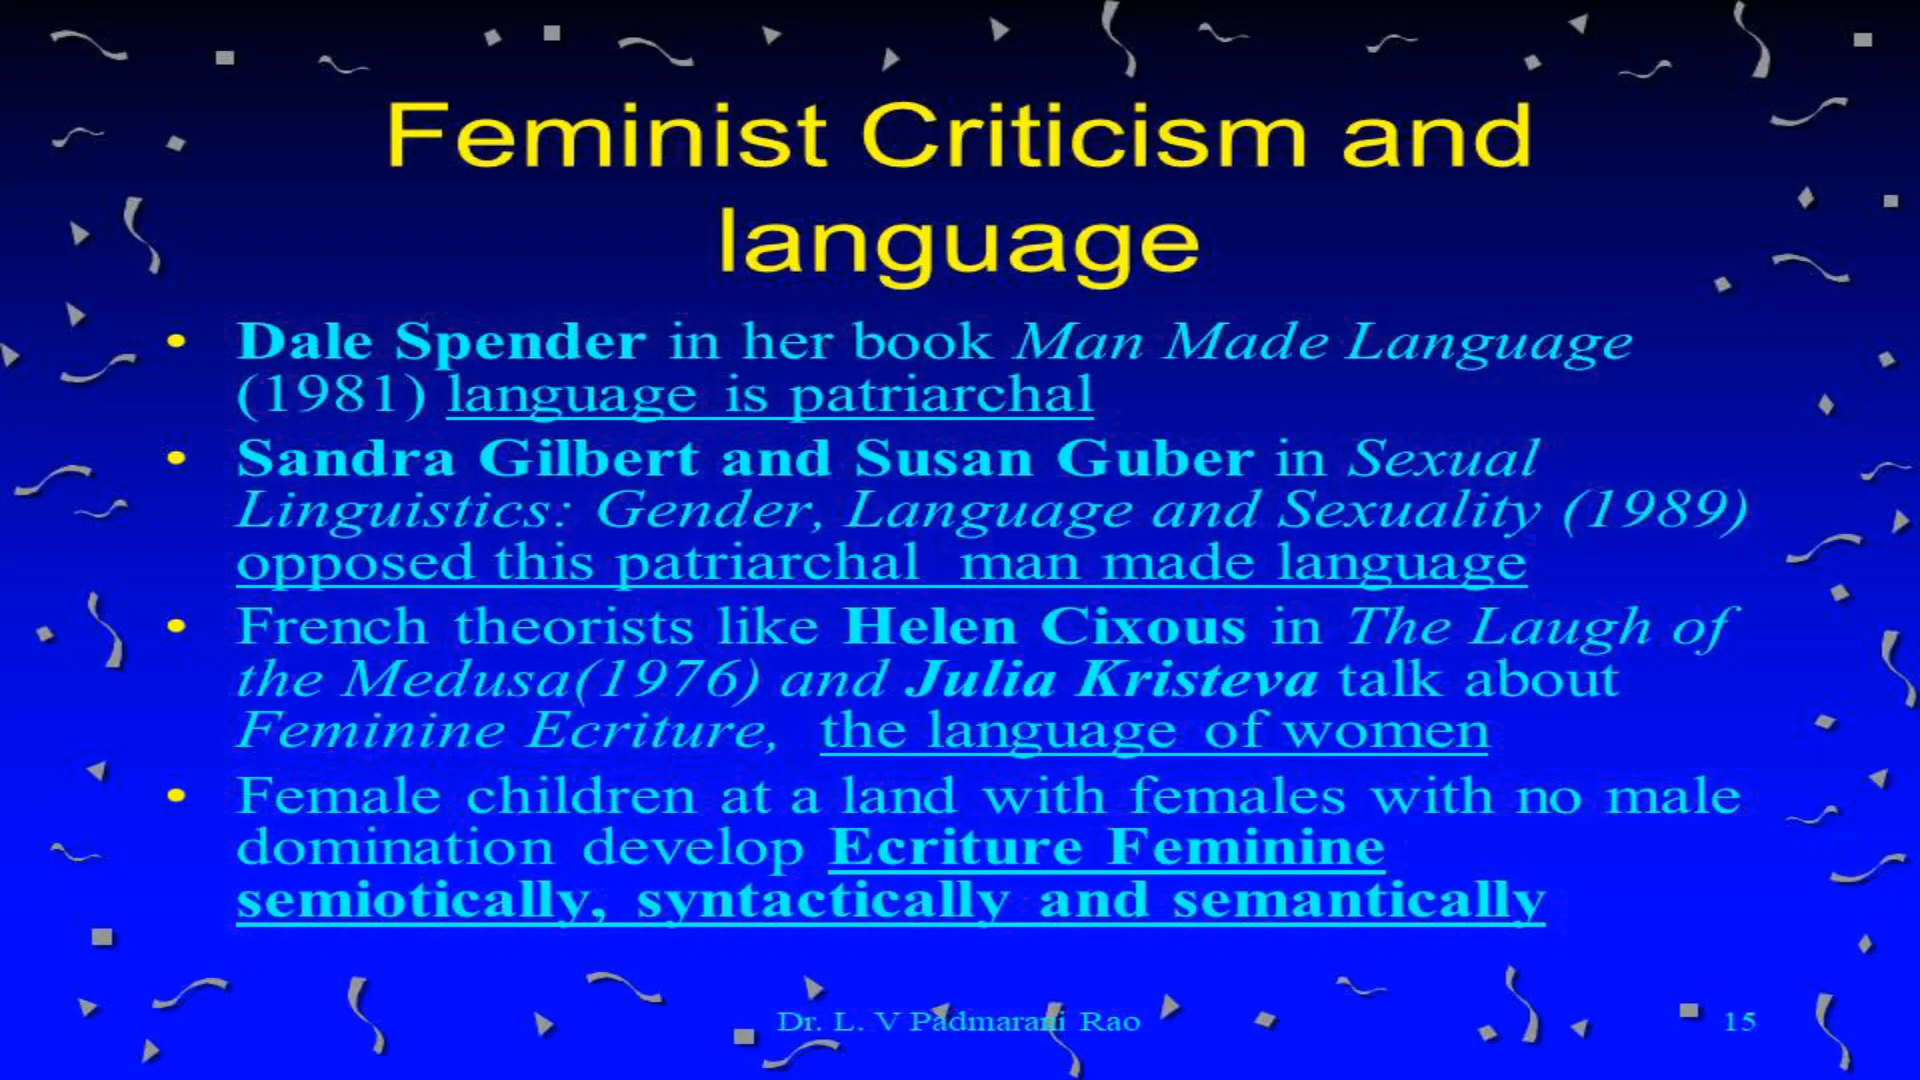 Feminist Criticism and
language
• Dale Spender in her book Man Made Language
(1981) language is patriarchal
• Sandra Gilbert and Susan Guber in Sexual
Linguistics: Gender, Language and Sexuality (1989)
opposed this patriarchal man made language
• French theorists like Helen Cixous in The Laugh of
the Medusa(1976) and Julia Kristeva talk about
Feminine Ecriture, the language of women
• Female children at a land with females with no male
domination develop Ecriture Feminine
semiotically, syntactically and semantically
Dr. L. V Padmarani Rao 15